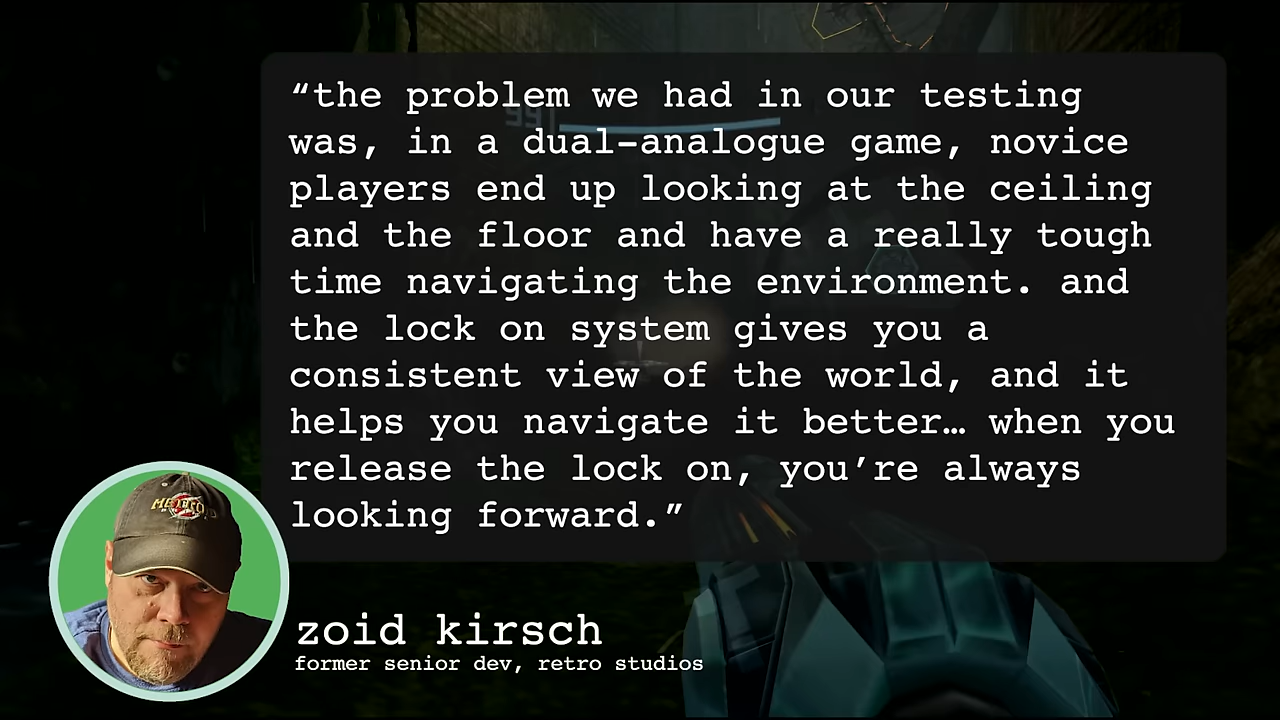 “the problem we had in our testing
was, in a dual-analogue game, novice
players end up looking at the ceiling
and the floor and have a really tough
time navigating the environment. and
the lock on system gives you a
consistent view of the world, and it
helps you navigate it better… when you
release the lock on, you’re always
looking forward.”
99
METROID
zoid kirsch
former senior dev, retro studios